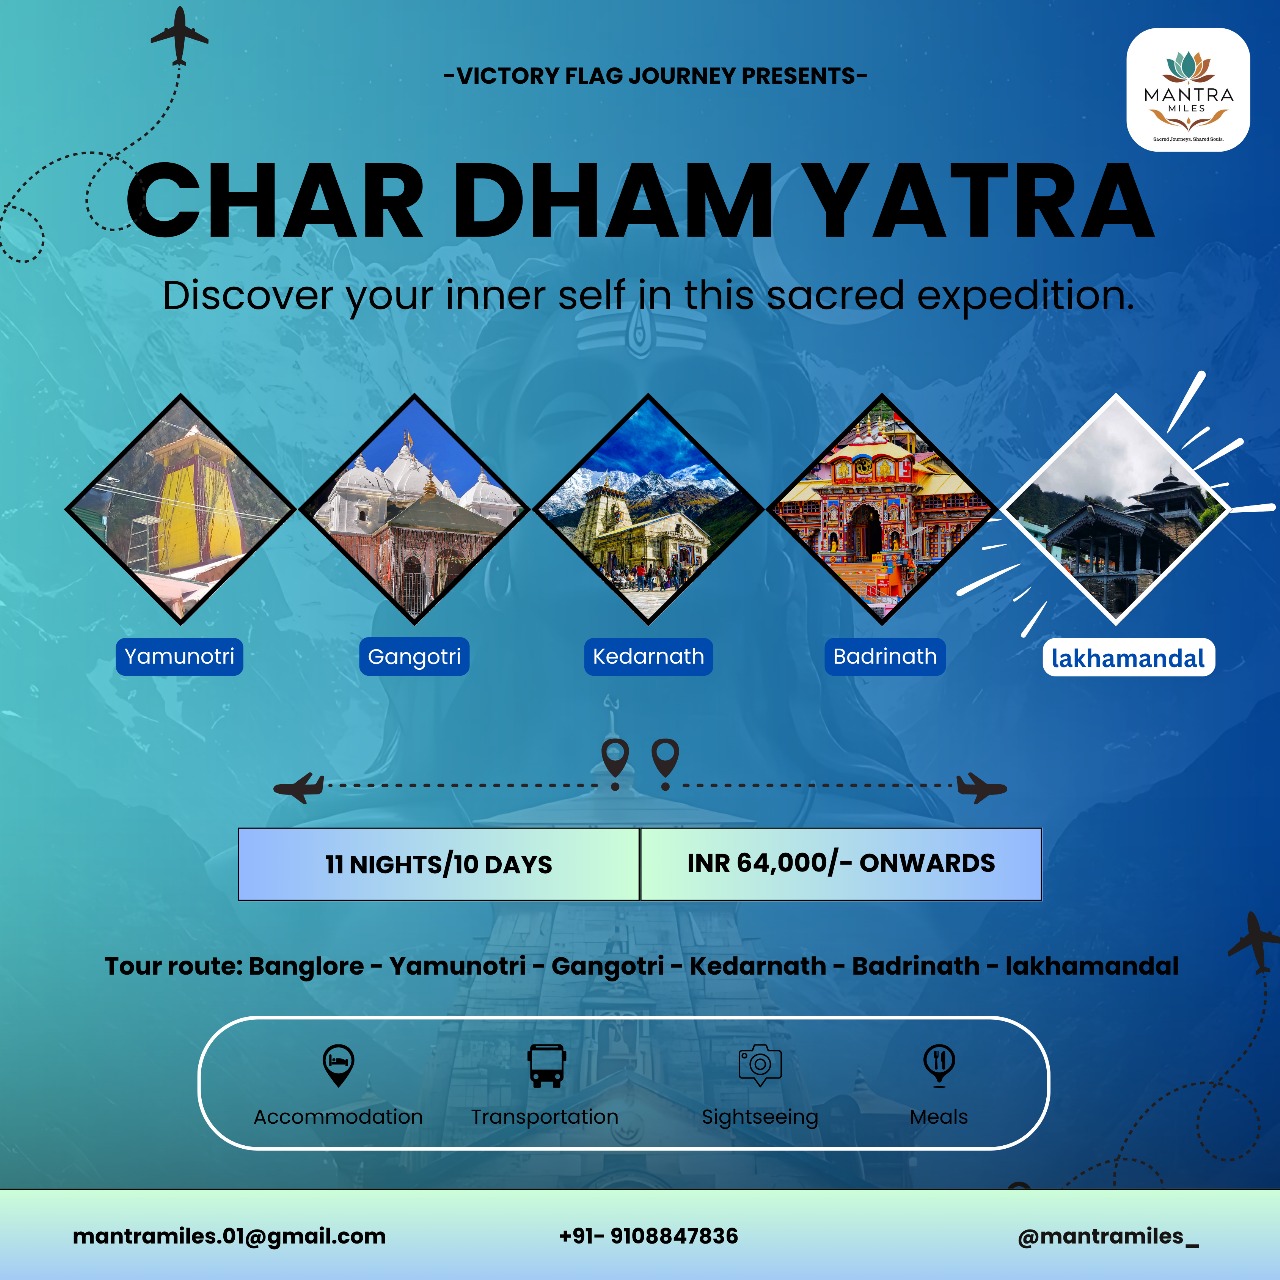 -VICTORY FLAG JOURNEY PRESENTS-
MANTRA
MILES
Sacred Journeys. Shared Souls.
CHAR DHAM YATRA
Discover your inner self in this sacred expedition.
Yamunotri
Gangotri
Kedarnath
Badrinath
lakhamandal
11 NIGHTS/10 DAYS
INR 64,000/- ONWARDS
Tour route: Banglore - Yamunotri - Gangotri - Kedarnath - Badrinath - lakhamandal
Accommodation
Transportation
Sightseeing
Meals
mantramiles.01@gmail.com
+91- 9108847836
@mantramiles_